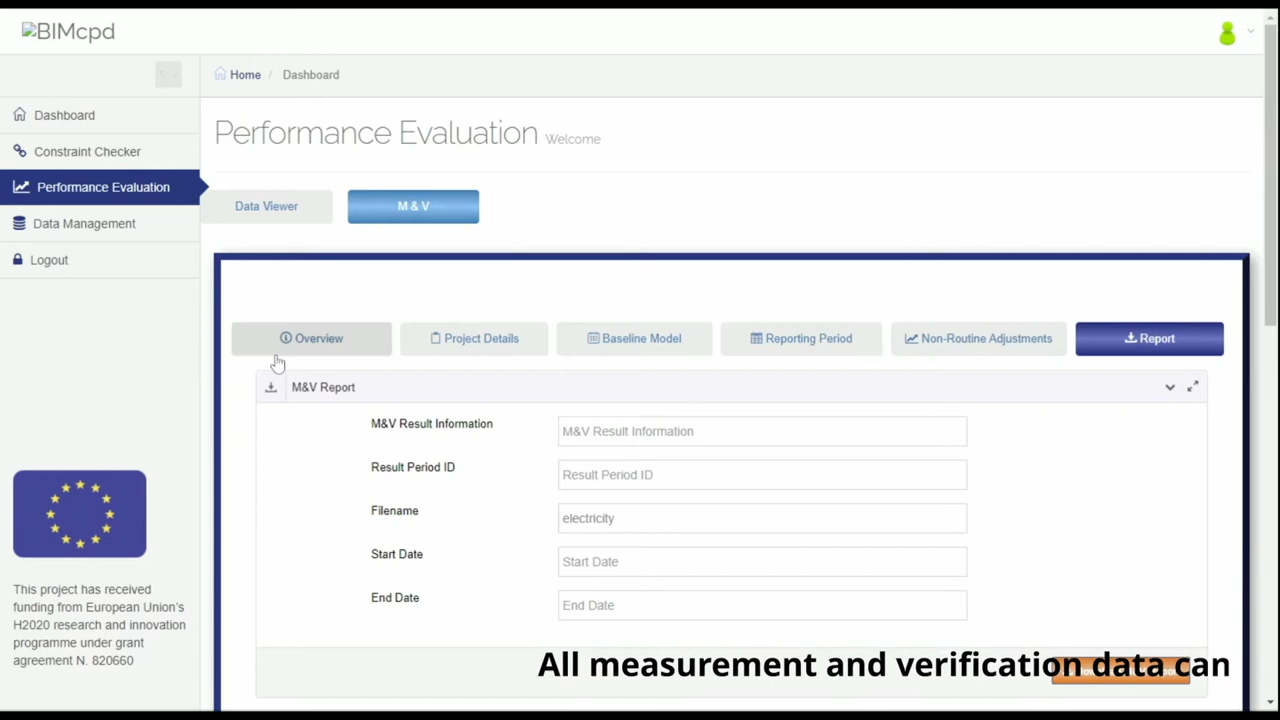 BIMcpd
Home / Dashboard
Dashboard
Constraint Checker
Performance Evaluation
Data Management
Logout
This project has received
funding from European Union's
H2020 research and innovation
programme under grant
agreement N. 820660
Performance Evaluation Welcome
Data Viewer
M & V
Overview
Project Details
Baseline Model
Reporting Period
Non-Routine Adjustments
Report
M&V Report
M&V Result Information
M&V Result Information
Result Period ID
Result Period ID
Filename
electricity
Start Date
Start Date
End Date
End Date
All measurement and verification data can